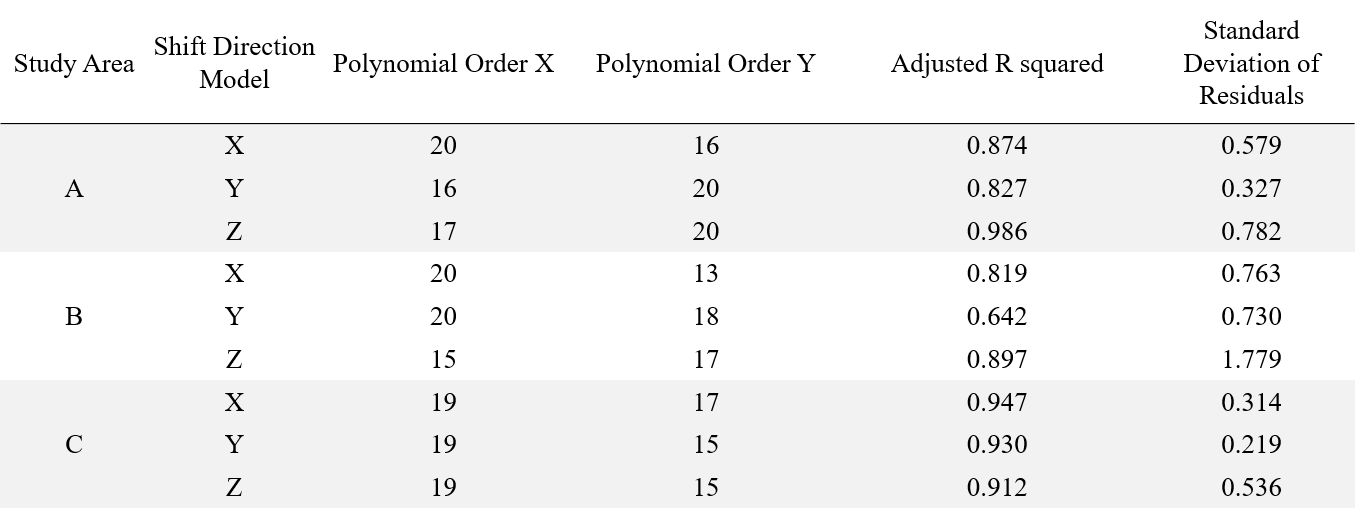 Study Area Shift Direction Model Polynomial Order X Polynomial Order Y Adjusted R squared Standard Deviation of Residuals
X 20 16 0.874 0.579
A Y 16 20 0.827 0.327
Z 17 20 0.986 0.782
X 20 13 0.819 0.763
B Y 20 18 0.642 0.730
Z 15 17 0.897 1.779
X 19 17 0.947 0.314
C Y 19 15 0.930 0.219
Z 19 15 0.912 0.536